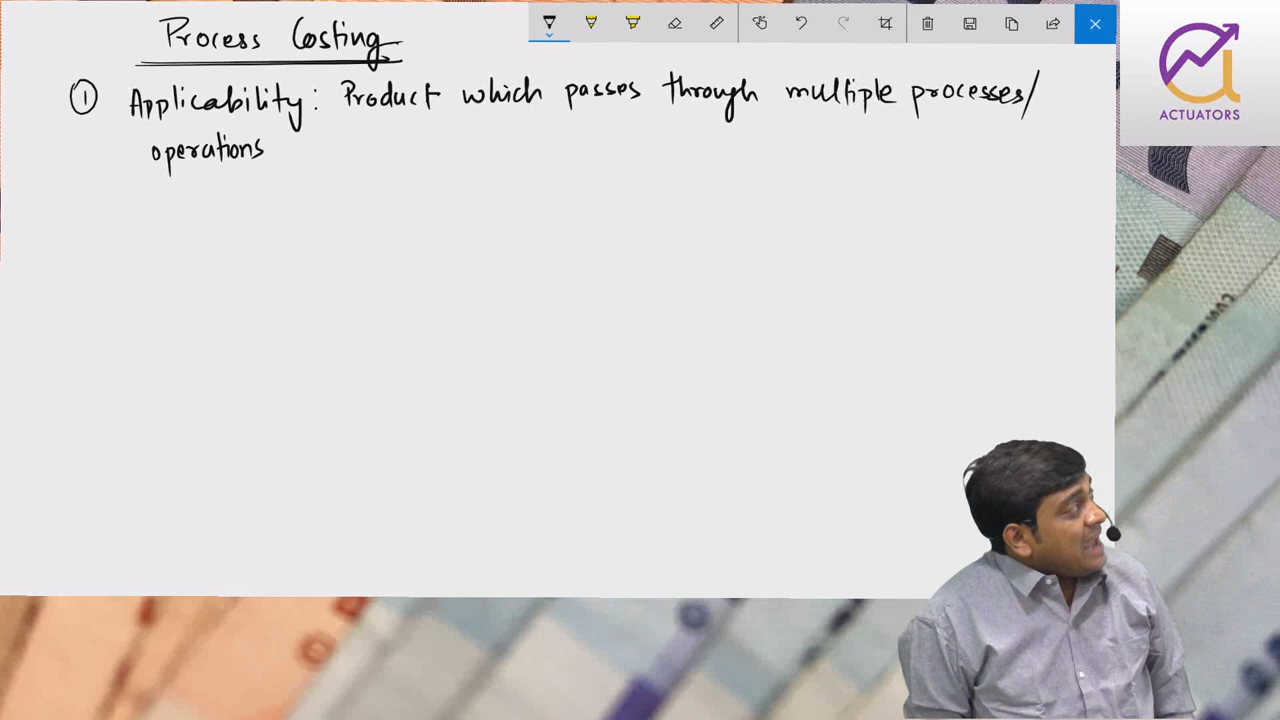 Process Costing
① Applicability: Product which passes through multiple processes/
operations
ACTUATORS